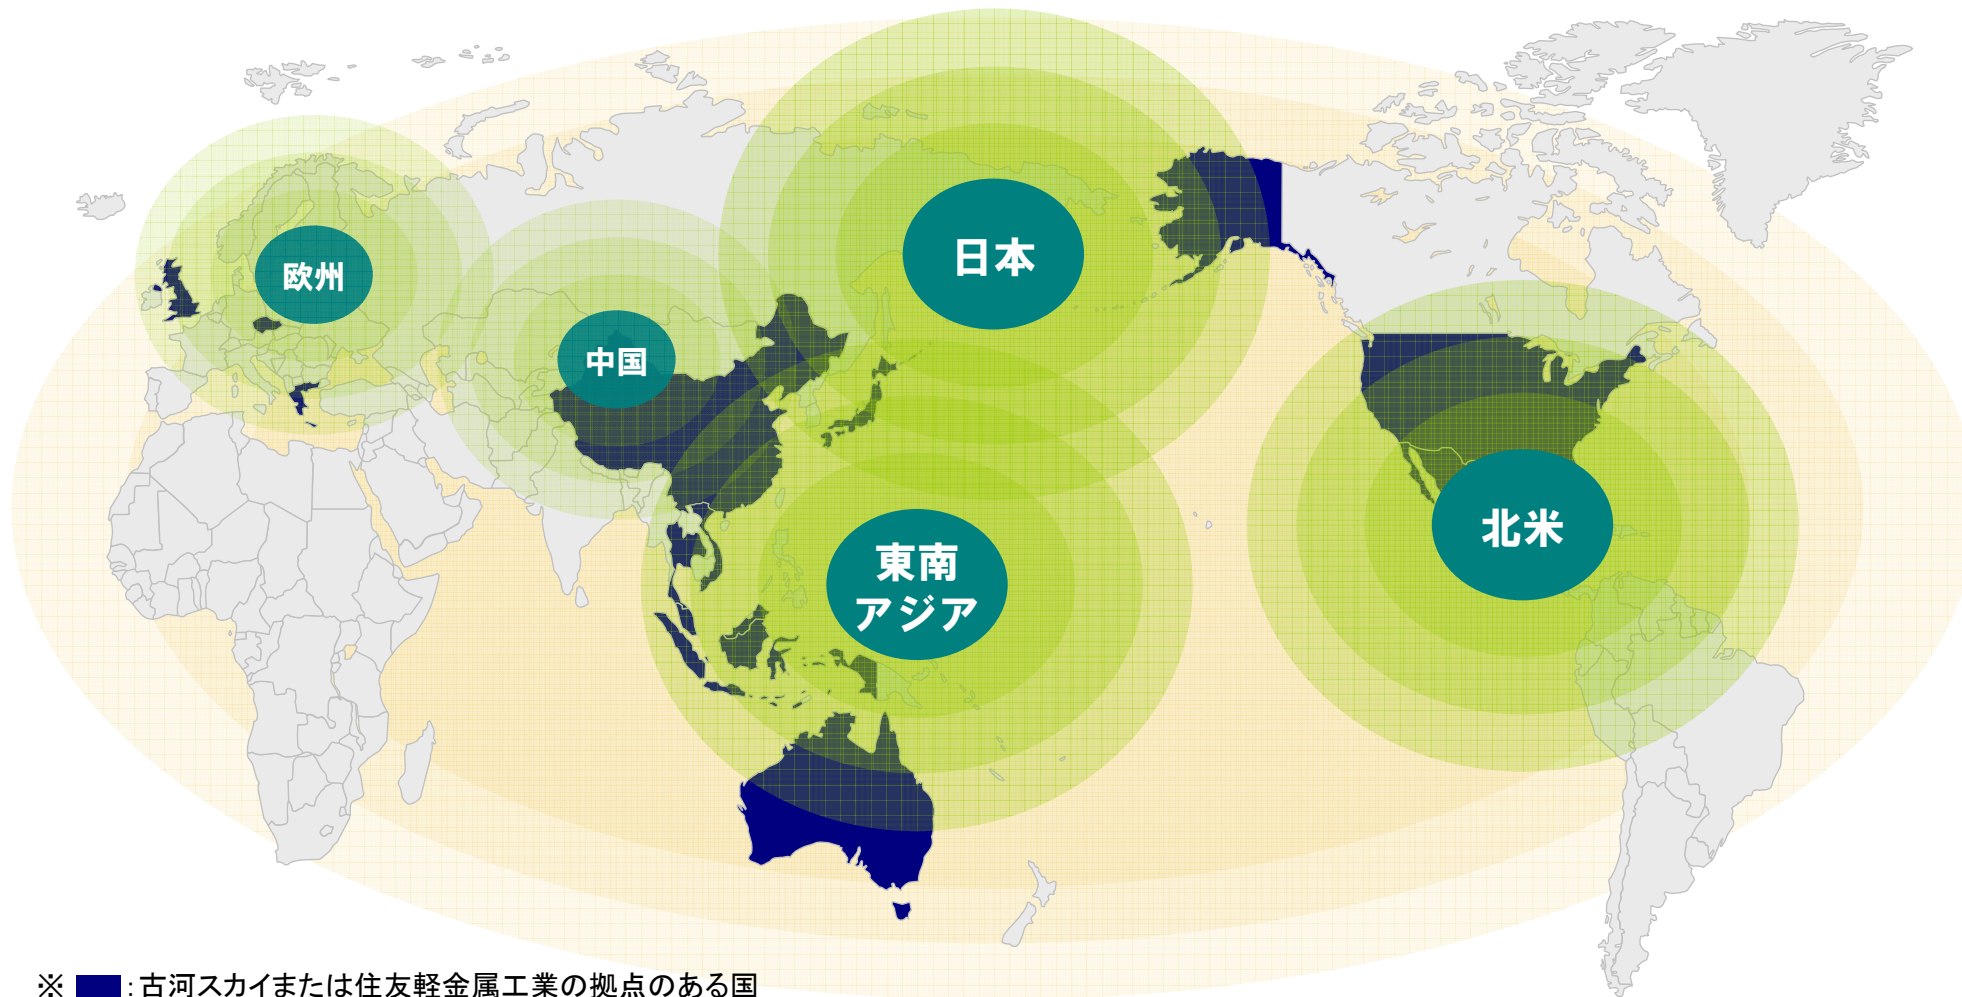 日本
欧州
中国
北米
東南
アジア
※ :古河スカイまたは住友軽金属工業の拠点のある国